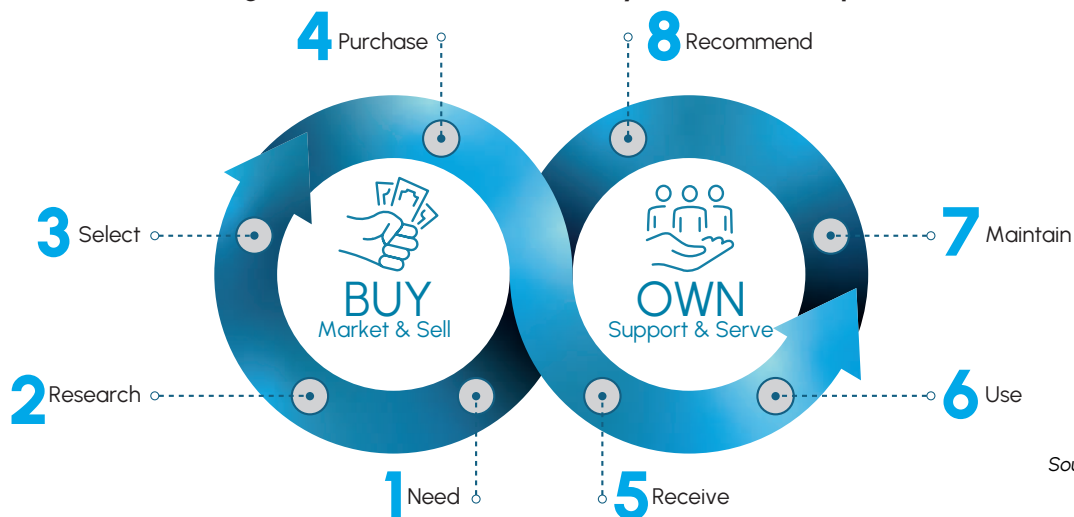 4 Purchase
8 Recommend
3 Select
BUY
Market & Sell
OWN
Support & Serve
7 Maintain
2 Research
6 Use
1 Need
5 Receive